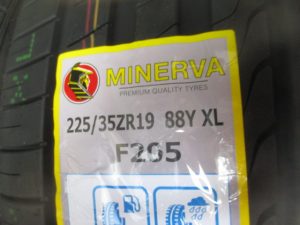 MINERVA
PREMIUM QUALITY TYRES
225/35ZR19 88Y XL
F205